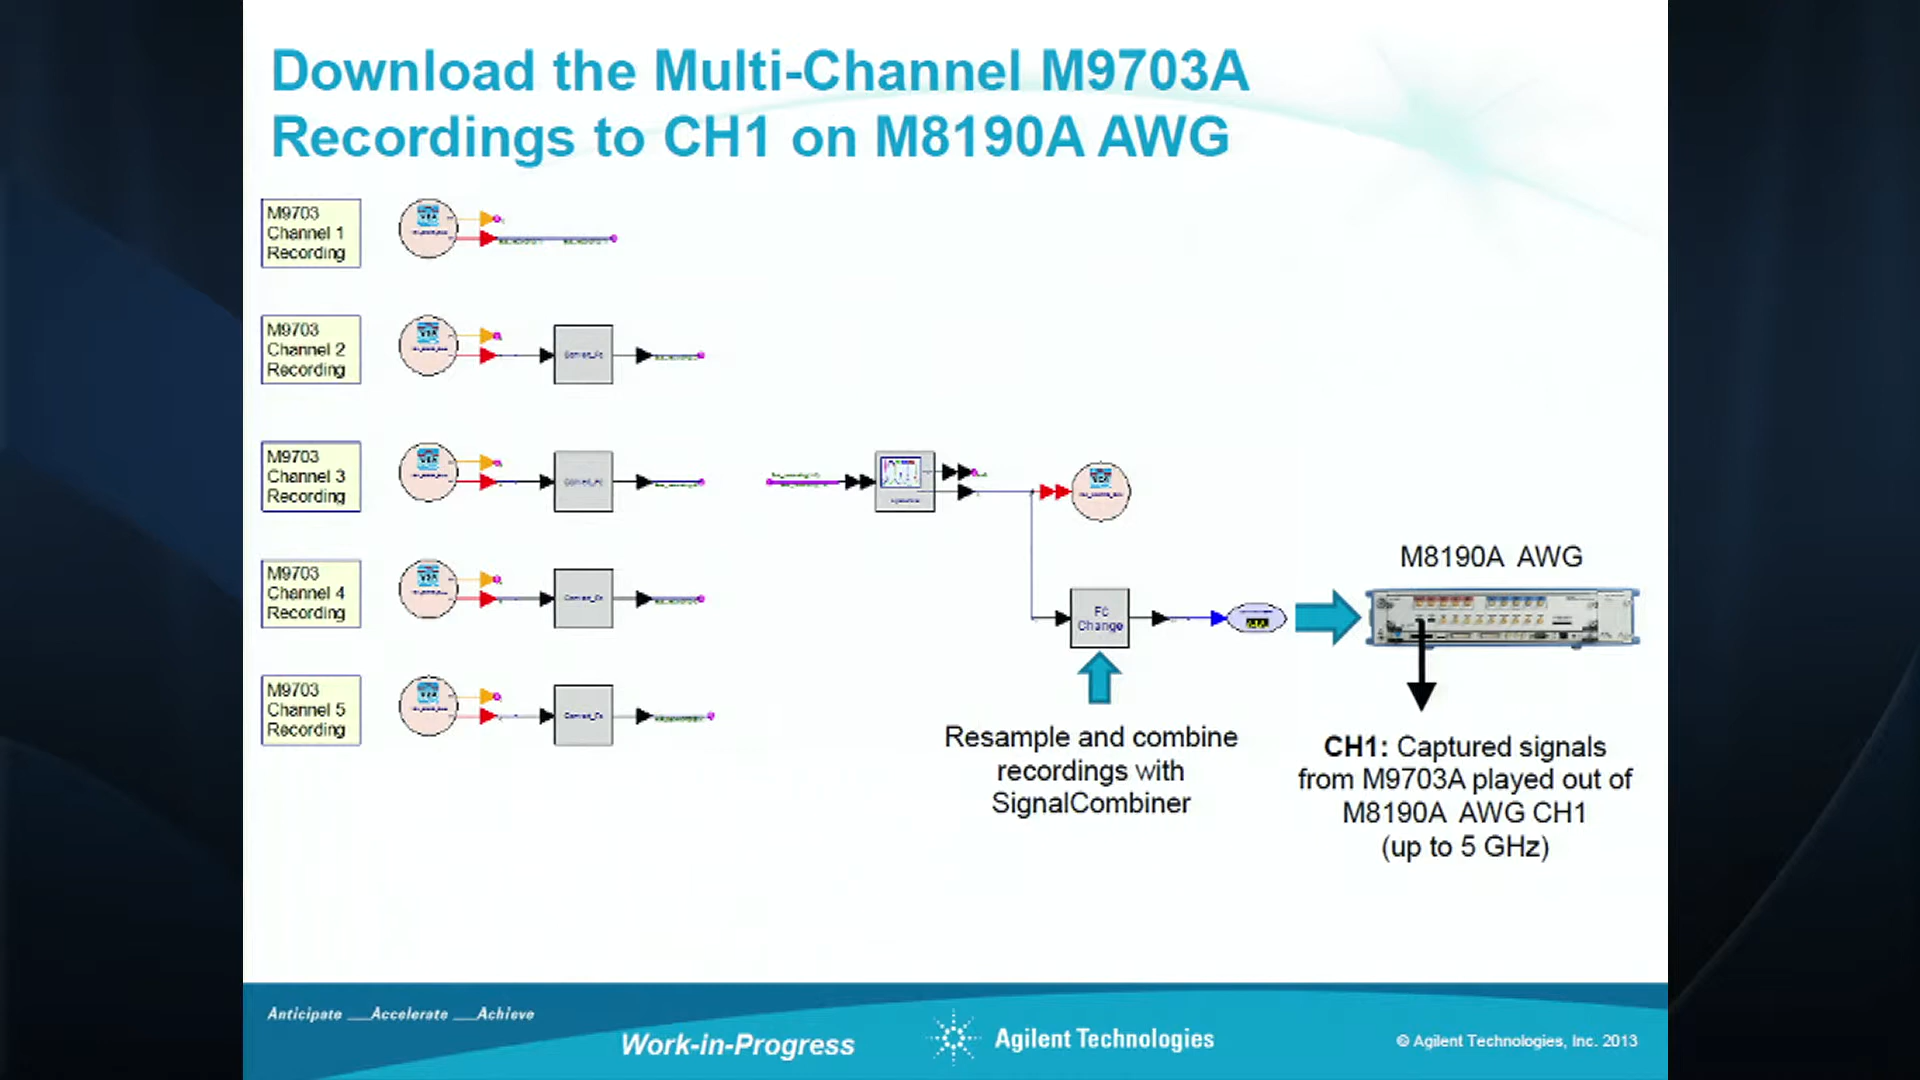 Download the Multi-Channel M9703A
Recordings to CH1 on M8190A AWG
M9703
Channel 1
Recording
M9703
Channel 2
Recording
M9703
Channel 3
Recording
M9703
Channel 4
Recording
M9703
Channel 5
Recording
M8190A AWG
Fc
Change
Resample and combine
recordings with
SignalCombiner
CH1: Captured signals
from M9703A played out of
M8190A AWG CH1
(up to 5 GHz)
Anticipate __Accelerate __Achieve
Work-in-Progress
Agilent Technologies
© Agilent Technologies, Inc. 2013